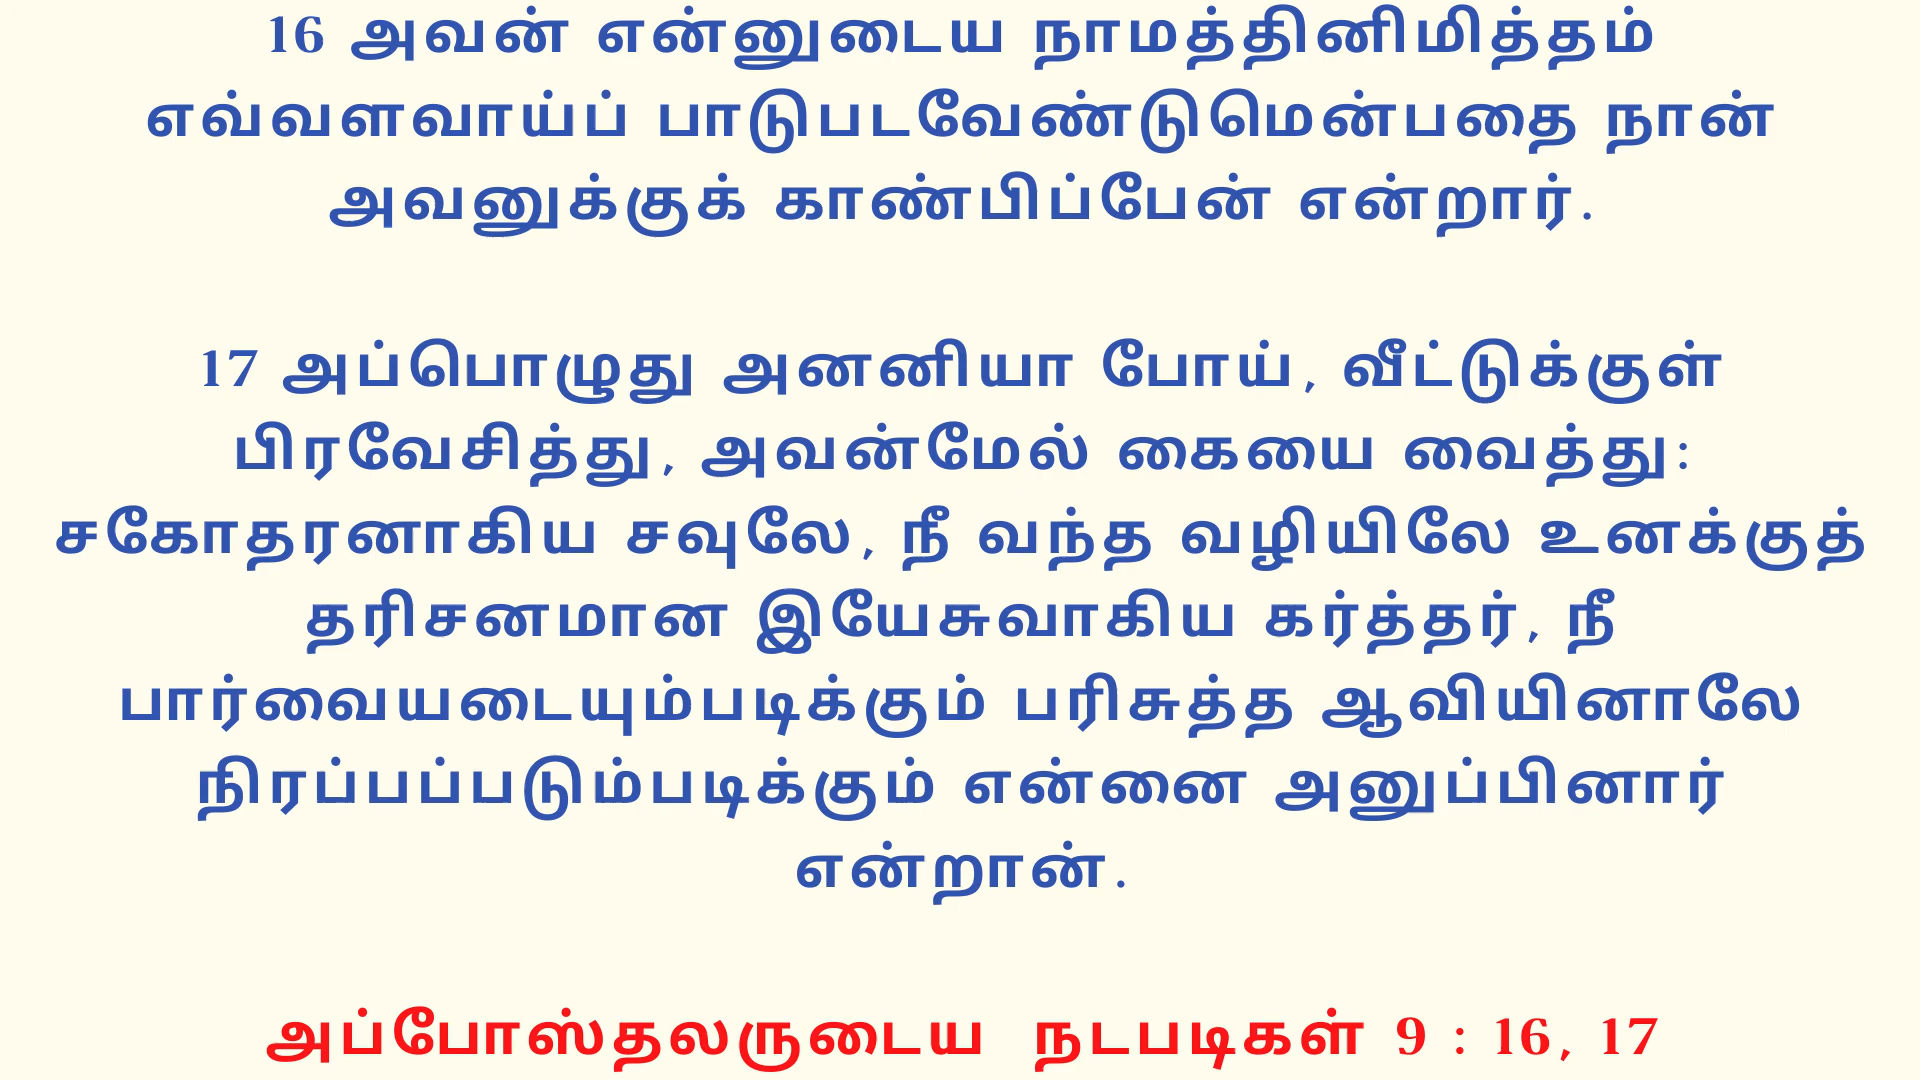 16 அவன் என்னுடைய நாமத்தினிமித்தம்
எவ்வளவாய்ப் பாடுபடவேண்டுமென்பதை நான்
அவனுக்குக் காண்பிப்பேன் என்றார்.
17 அப்பொழுது அனனியா போய், வீட்டுக்குள்
பிரவேசித்து, அவன்மேல் கையை வைத்து:
சகோதரனாகிய சவுலே, நீ வந்த வழியிலே உனக்குத்
தரிசனமான இயேசுவாகிய கர்த்தர், நீ
பார்வையடையும்படிக்கும் பரிசுத்த ஆவியினாலே
நிரப்பப்படும்படிக்கும் என்னை அனுப்பினார்
என்றான்.
அப்போஸ்தலருடைய நடபடிகள் 9 : 16, 17